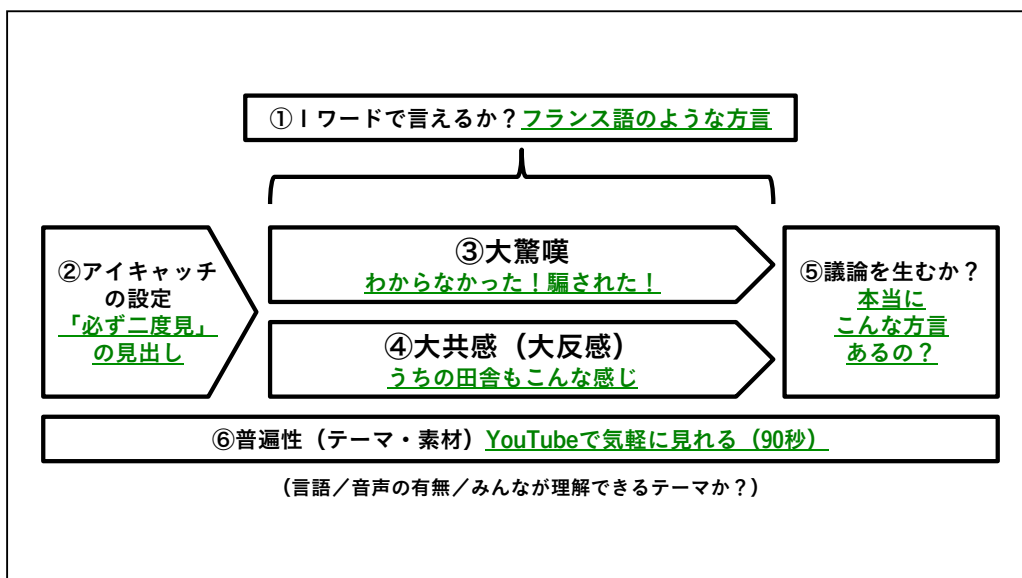 ①1ワードで言えるか？フランス語のような方言
②アイキャッチ
の設定
「必ず二度見」
の見出し
③大驚嘆
わからなかった！騙された！
④大共感（大反感）
うちの田舎もこんな感じ
⑤議論を生むか？
本当に
こんな方言
あるの？
⑥普遍性（テーマ・素材）YouTubeで気軽に見れる（90秒）
（言語／音声の有無／みんなが理解できるテーマか？）